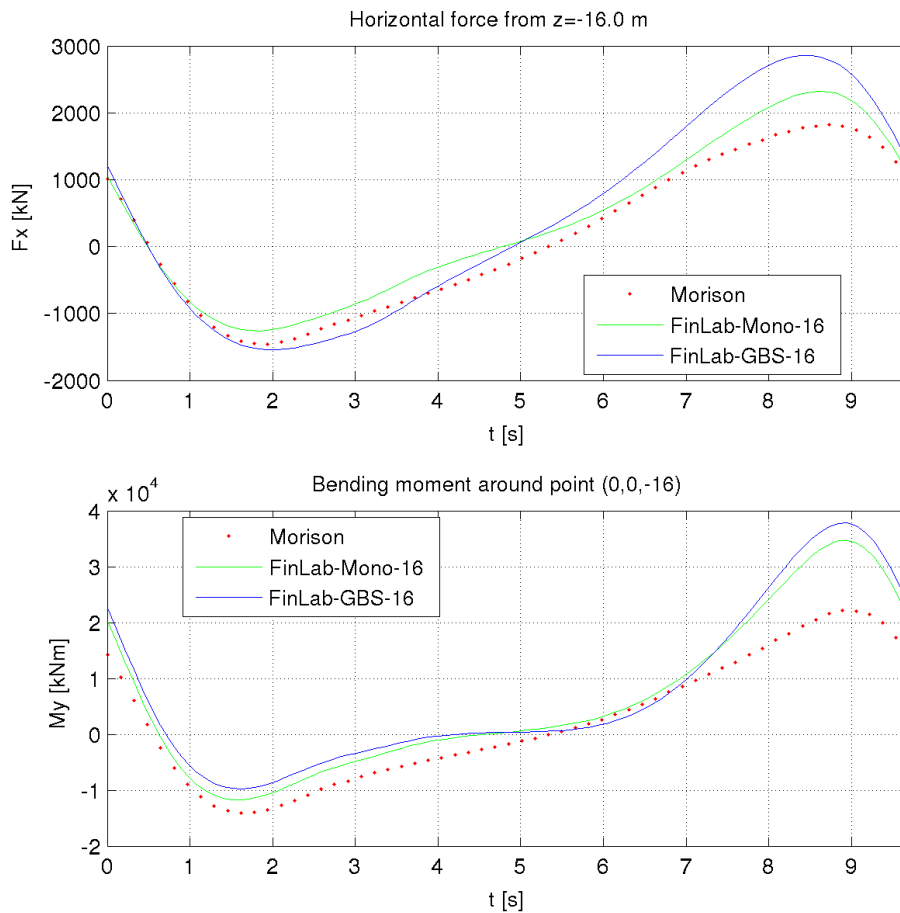 Horizontal force from z=-16.0 m
3000
2000
1000
0
-1000
-2000
Fx [kN]
0 1 2 3 4 5 6 7 8 9
t [s]
Morison
FinLab-Mono-16
FinLab-GBS-16
Bending moment around point (0,0,-16)
x 10^4
4
3
2
1
0
-1
-2
My [kNm]
0 1 2 3 4 5 6 7 8 9
t [s]
Morison
FinLab-Mono-16
FinLab-GBS-16